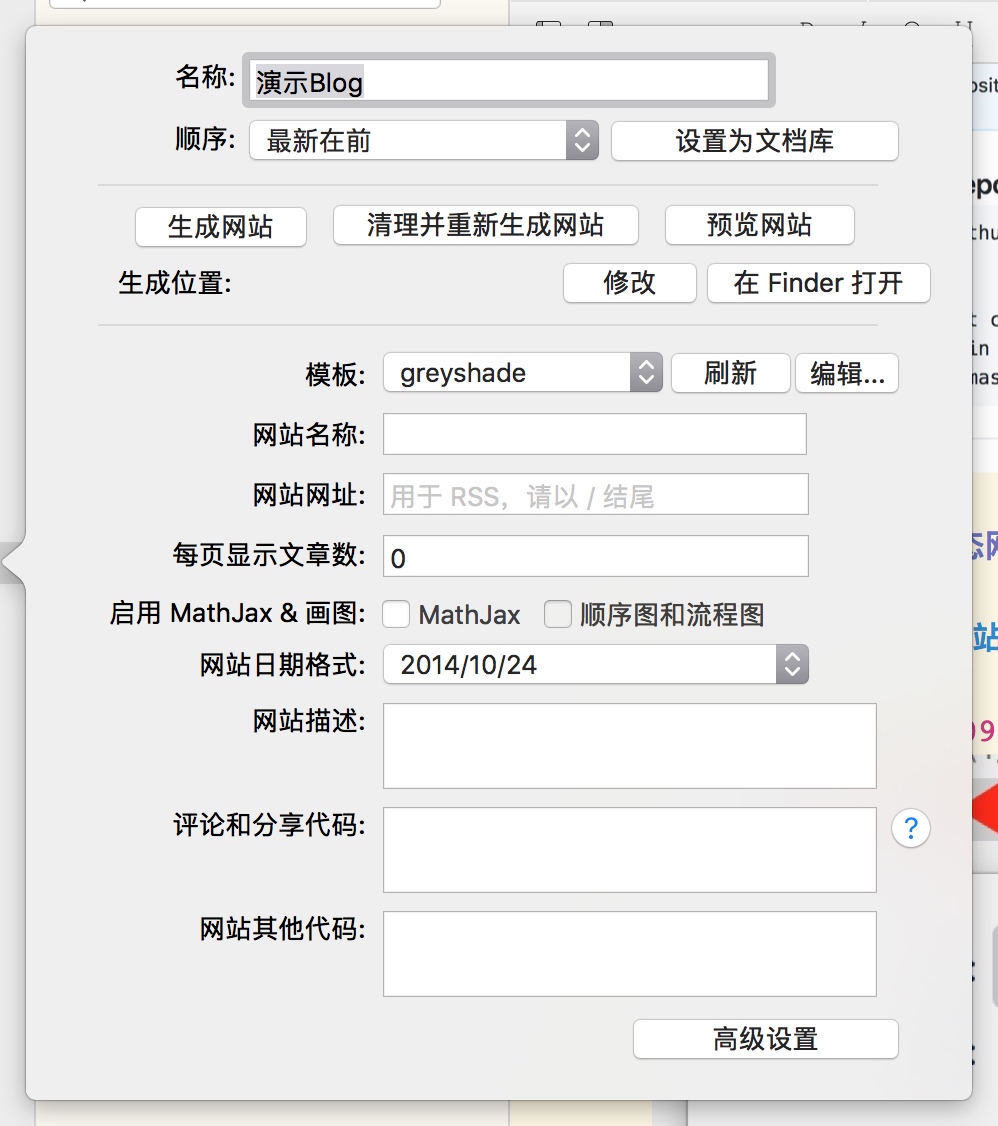 名称: 演示Blog
顺序: 最新在前 设置为文档库
生成网站 清理并重新生成网站 预览网站
生成位置: 修改 在 Finder 打开
模板: greyshade 刷新 编辑...
网站名称:
网站网址: 用于 RSS，请以 / 结尾
每页显示文章数: 0
启用 MathJax & 画图: MathJax 顺序图和流程图
网站日期格式: 2014/10/24
网站描述:
评论和分享代码: ?
网站其他代码:
高级设置